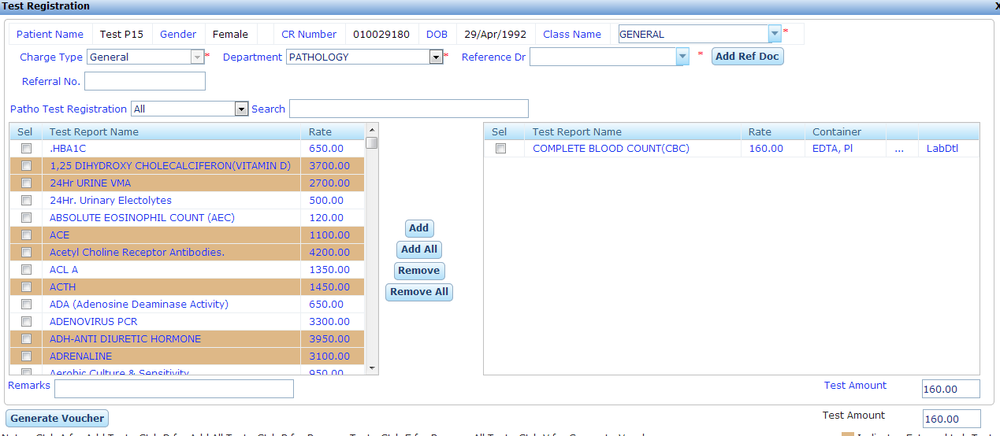 Test Registration X
Patient Name Test P15 Gender Female CR Number 010029180 DOB 29/Apr/1992 Class Name GENERAL *
Charge Type General * Department PATHOLOGY * Reference Dr * Add Ref Doc
Referral No.
Patho Test Registration All Search
Sel Test Report Name Rate
.HBA1C 650.00
1,25 DIHYDROXY CHOLECALCIFERON(VITAMIN D) 3700.00
24Hr URINE VMA 2700.00
24Hr. Urinary Electolytes 500.00
ABSOLUTE EOSINOPHIL COUNT (AEC) 120.00
ACE 1100.00
Acetyl Choline Receptor Antibodies. 4200.00
ACL A 1350.00
ACTH 1450.00
ADA (Adenosine Deaminase Activity) 650.00
ADENOVIRUS PCR 3300.00
ADH-ANTI DIURETIC HORMONE 3950.00
ADRENALINE 3100.00
Aerobic Culture & Sensitivity 950.00
Add
Add All
Remove
Remove All
Sel Test Report Name Rate Container
COMPLETE BLOOD COUNT(CBC) 160.00 EDTA, Pl ... LabDtl
Remarks
Test Amount 160.00
Generate Voucher
Test Amount 160.00